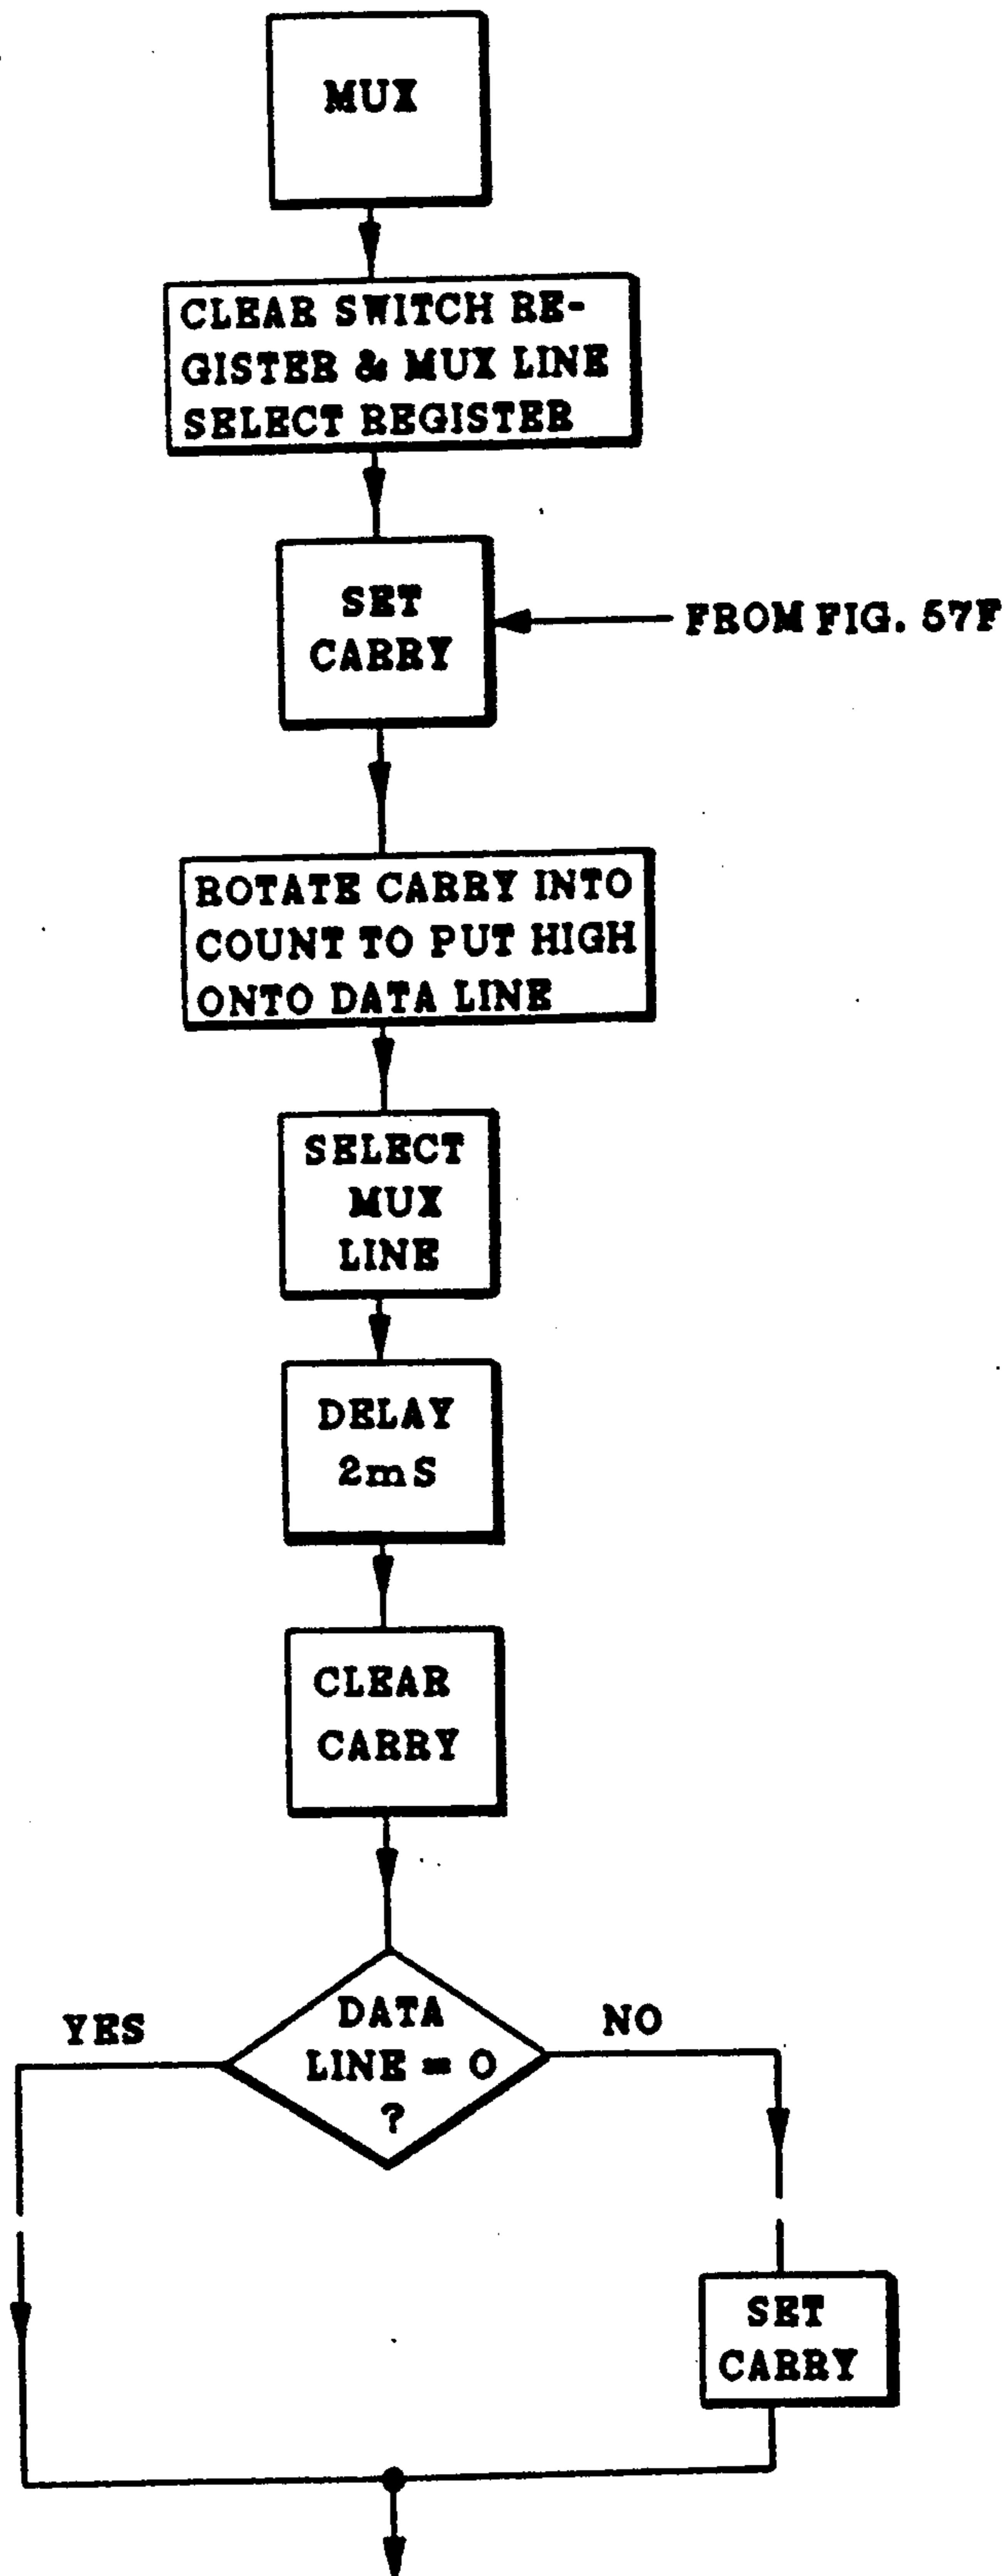 MUX
CLEAR SWITCH RE-
GISTER & MUX LINE
SELECT REGISTER
SET
CARRY
FROM FIG. 57F
ROTATE CARRY INTO
COUNT TO PUT HIGH
ONTO DATA LINE
SELECT
MUX
LINE
DELAY
2mS
CLEAR
CARRY
YES
DATA
LINE = 0
?
NO
SET
CARRY